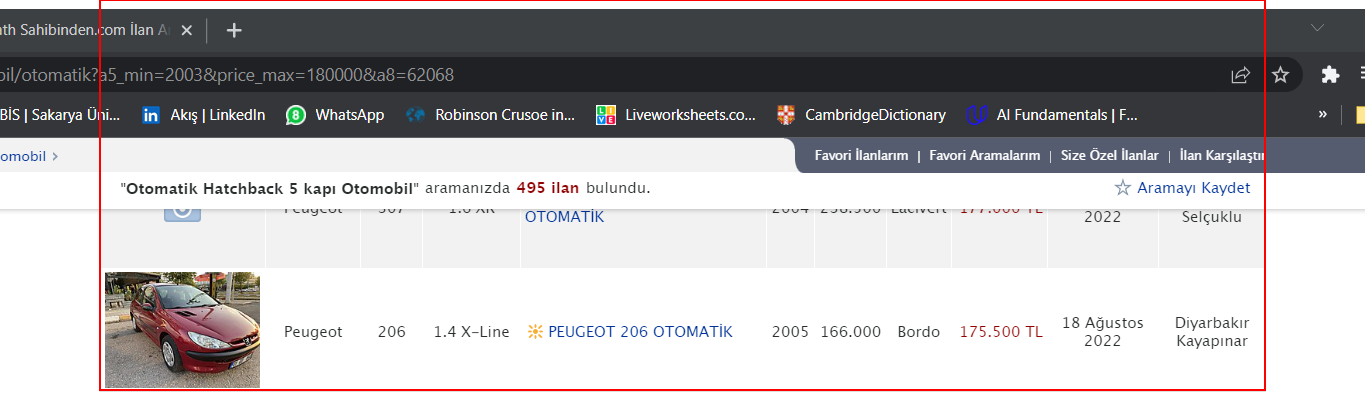 ath Sahibinden.com İlan A
bil/otomatik?a5_min=2003&price_max=180000&a8=62068
BİS | Sakarya Üni... Akış | LinkedIn WhatsApp Robinson Crusoe in... Liveworksheets.co... CambridgeDictionary AI Fundamentals | F... »
omobil > Favori İlanlarım | Favori Aramalarım | Size Özel İlanlar | İlan Karşılaştır
"Otomatik Hatchback 5 kapı Otomobil" aramanızda 495 ilan bulundu. Aramayı Kaydet
Peugeot 307 1.6 XR 2004 238.500 Lacivert 177.000 TL
OTOMATİK 2022 Selçuklu
Peugeot 206 1.4 X-Line PEUGEOT 206 OTOMATİK 2005 166.000 Bordo 175.500 TL 18 Ağustos 2022 Diyarbakır Kayapınar